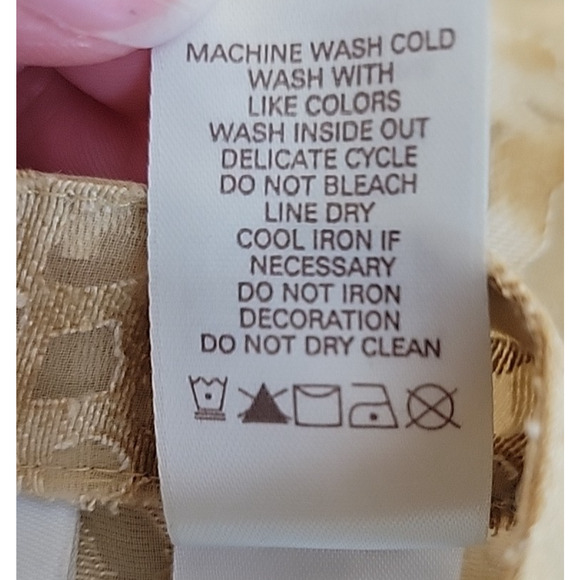 MACHINE WASH COLD
WASH WITH
LIKE COLORS
WASH INSIDE OUT
DELICATE CYCLE
DO NOT BLEACH
LINE DRY
COOL IRON IF
NECESSARY
DO NOT IRON
DECORATION
DO NOT DRY CLEAN